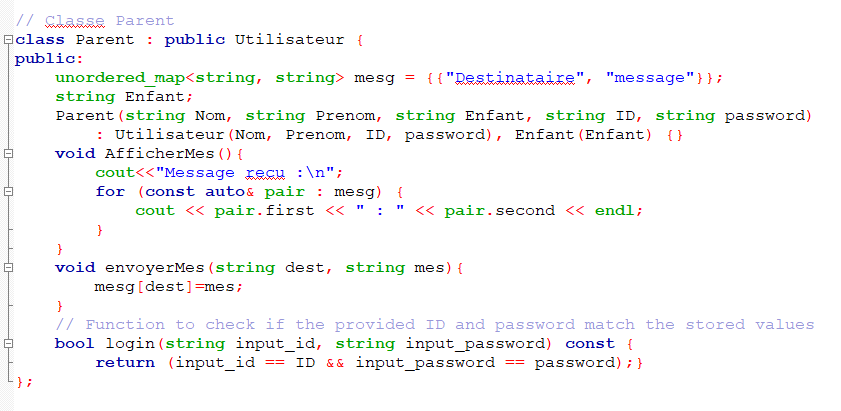 // Classe Parent
class Parent : public Utilisateur {
public:
    unordered_map<string, string> mesg = {{"Destinataire", "message"}};
    string Enfant;
    Parent(string Nom, string Prenom, string Enfant, string ID, string password)
        : Utilisateur(Nom, Prenom, ID, password), Enfant(Enfant) {}
    void AfficherMes(){
        cout<<"Message recu :\n";
        for (const auto& pair : mesg) {
            cout << pair.first << " : " << pair.second << endl;
        }
    }
    void envoyerMes(string dest, string mes){
        mesg[dest]=mes;
    }
    // Function to check if the provided ID and password match the stored values
    bool login(string input_id, string input_password) const {
        return (input_id == ID && input_password == password);}
};